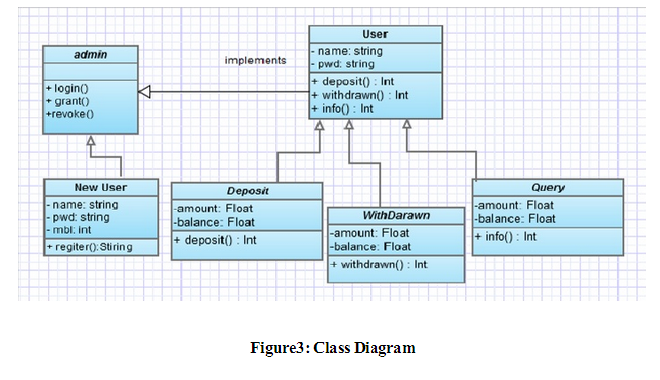 admin
+ login()
+ grant()
+revoke()
implements
User
- name: string
- pwd: string
+ deposit() : Int
+ withdrawn() : Int
+ info() : Int
New User
- name: string
- pwd: string
- mbl: int
+ regiter():Stiring
Deposit
-amount: Float
-balance: Float
+ deposit() : Int
WithDarawn
-amount: Float
-balance: Float
+ withdrawn() : Int
Query
-amount: Float
-balance: Float
+ info() : Int
Figure3: Class Diagram